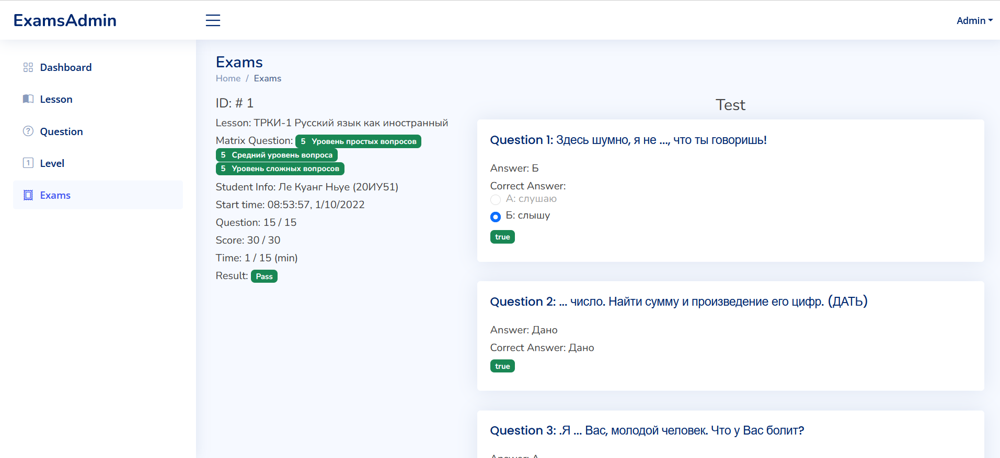 ExamsAdmin
Admin
Dashboard
Lesson
Question
Level
Exams
Exams
Home / Exams
ID: # 1
Lesson: ТРКИ-1 Русский язык как иностранный
Matrix Question: 5 Уровень простых вопросов
5 Средний уровень вопроса
5 Уровень сложных вопросов
Student Info: Ле Куанг Ньуе (20ИУ51)
Start time: 08:53:57, 1/10/2022
Question: 15 / 15
Score: 30 / 30
Time: 1 / 15 (min)
Result: Pass
Test
Question 1: Здесь шумно, я не ..., что ты говоришь!
Answer: Б
Correct Answer:
А: слушаю
Б: слышу
true
Question 2: ... число. Найти сумму и произведение его цифр. (ДАТЬ)
Answer: Дано
Correct Answer: Дано
true
Question 3: .Я ... Вас, молодой человек. Что у Вас болит?
Answer: А